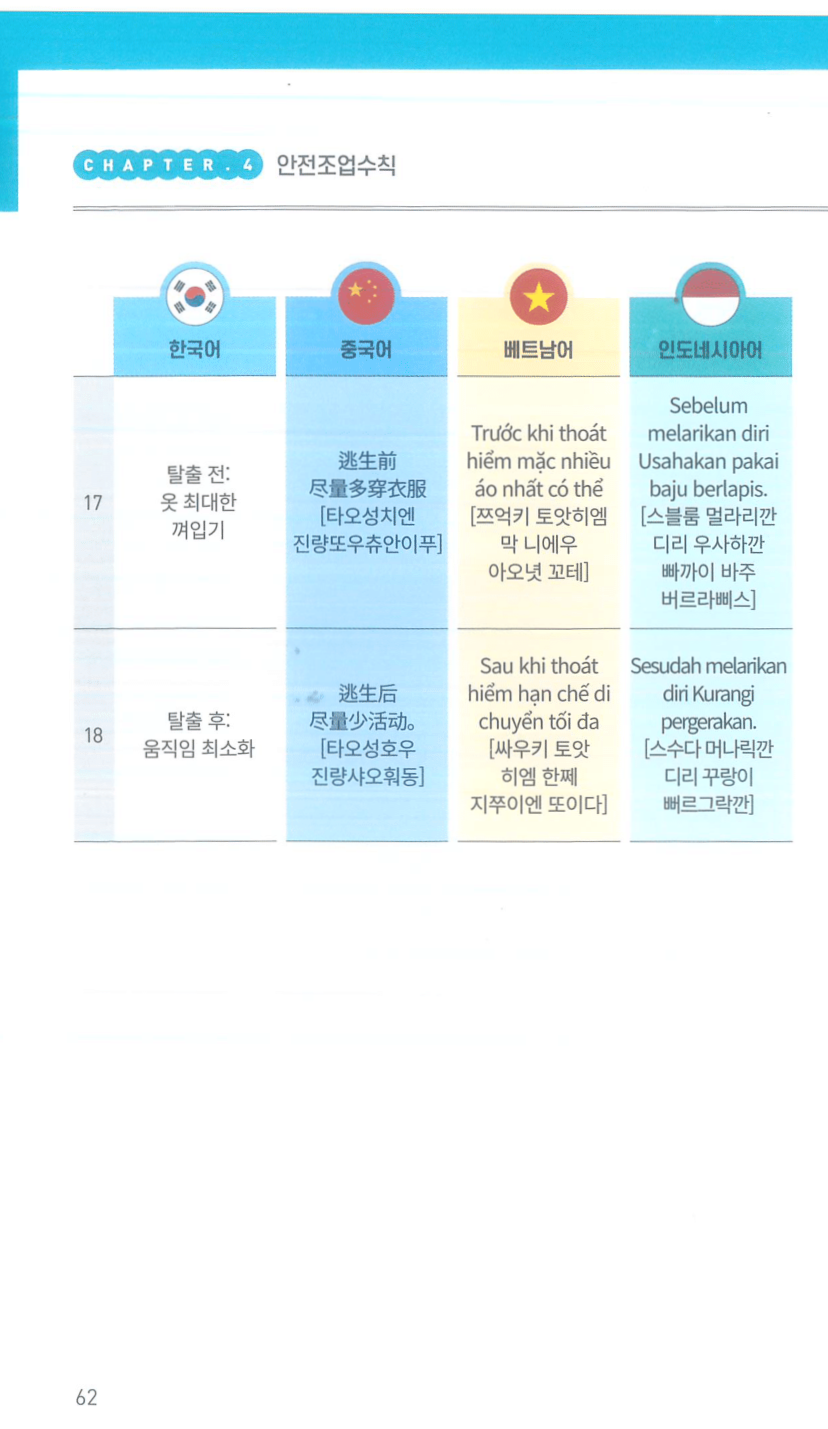 CHAPTER.4 안전조업수칙
한국어
중국어
베트남어
인도네시아어
17
탈출 전:
옷 최대한
껴입기
逃生前
尽量多穿衣服
[타오성치엔
진량또우츄안이푸]
Trước khi thoát
hiểm mặc nhiều
áo nhất có thể
[쯔억키 토앗히엠
막 니에우
아오녓 꼬테]
Sebelum
melarikan diri
Usahakan pakai
baju berlapis.
[스블룸 멀라리깐
디리 우사하깐
빠까이 바주
버르라삐스]
18
탈출 후:
움직임 최소화
逃生后
尽量少活动。
[타오성호우
진량샤오훠동]
Sau khi thoát
hiểm hạn chế di
chuyển tối đa
[싸우키 토앗
히엠 한쩨
지쭈이엔 또이다]
Sesudah melarikan
diri Kurangi
pergerakan.
[스수다 머나릭깐
디리 꾸랑이
뻐르그락깐]
62